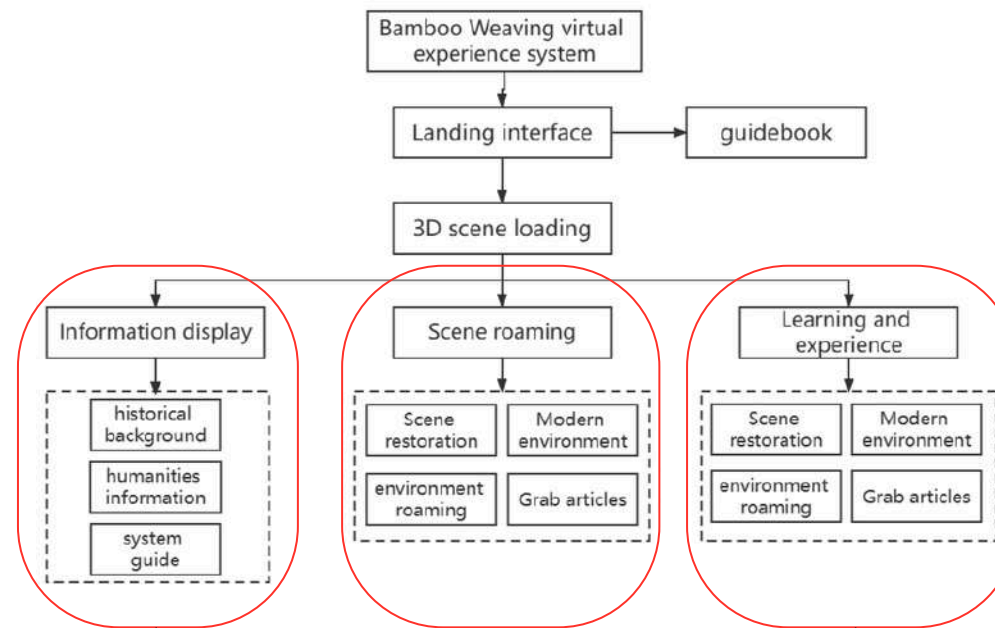 Bamboo Weaving virtual
experience system
Landing interface
guidebook
3D scene loading
Information display
Scene roaming
Learning and
experience
historical
background
humanities
information
system
guide
Scene
restoration
Modern
environment
environment
roaming
Grab articles
Scene
restoration
Modern
environment
environment
roaming
Grab articles